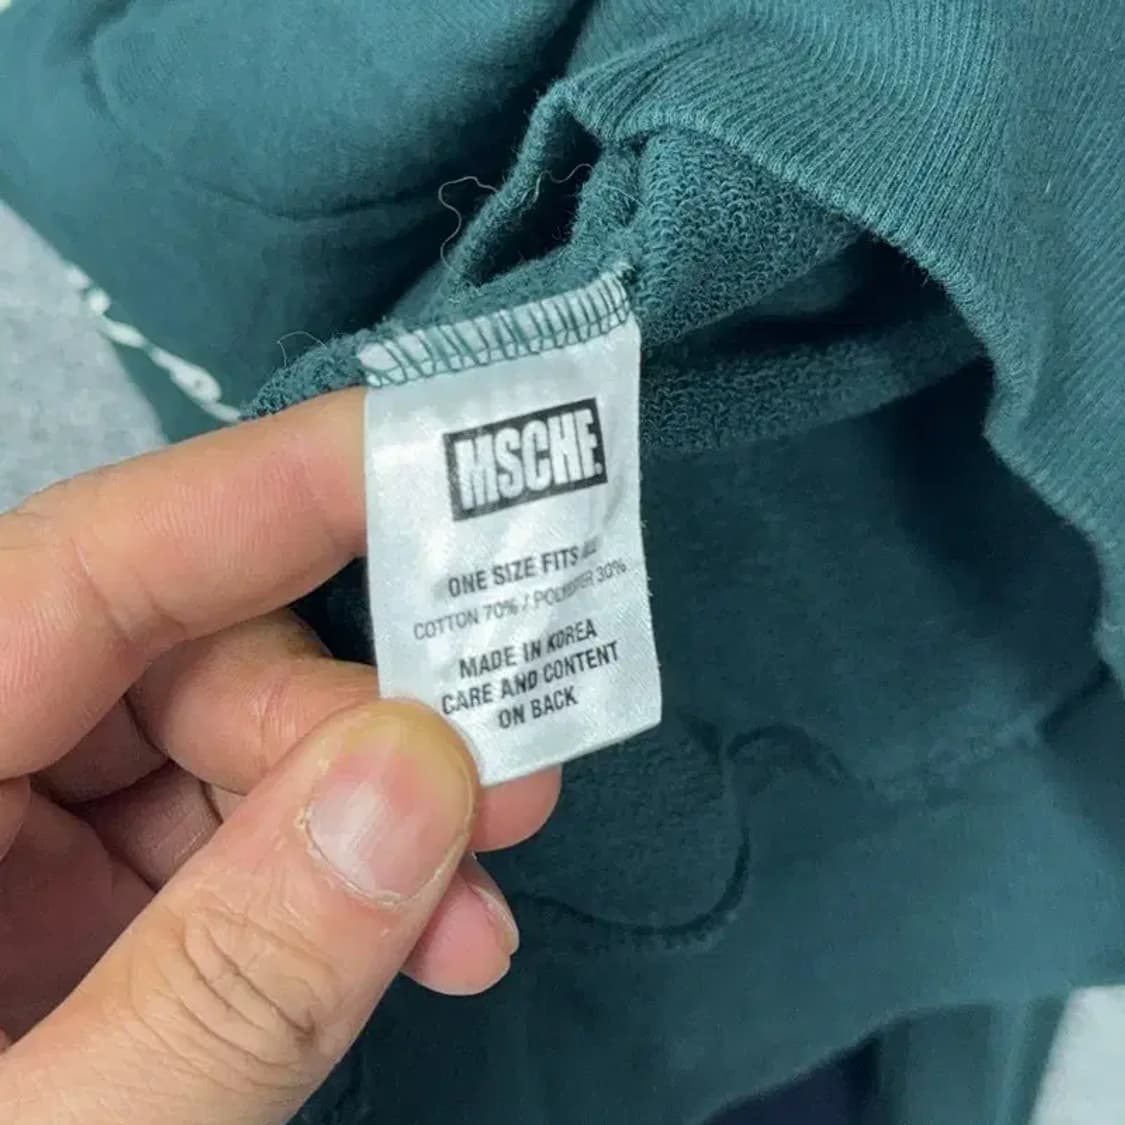 MSCHF
ONE SIZE FITS ALL
COTTON 70% / POLYESTER 30%
MADE IN KOREA
CARE AND CONTENT
ON BACK